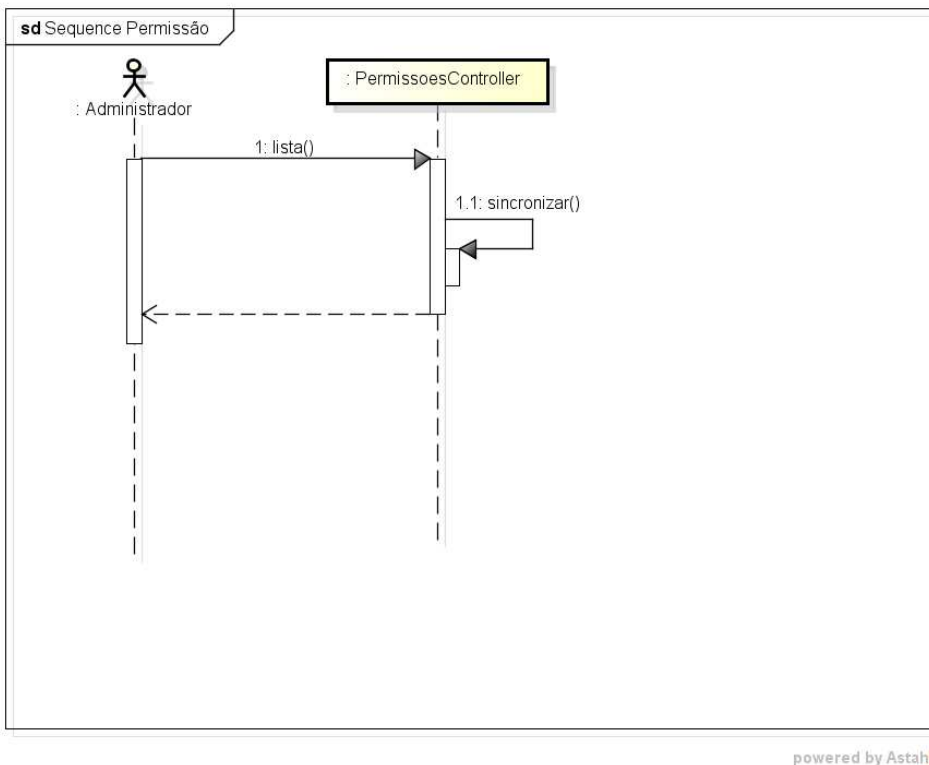 sd Sequence Permissão
: Administrador
: PermissoesController
1: lista()
1.1: sincronizar()
powered by Astah